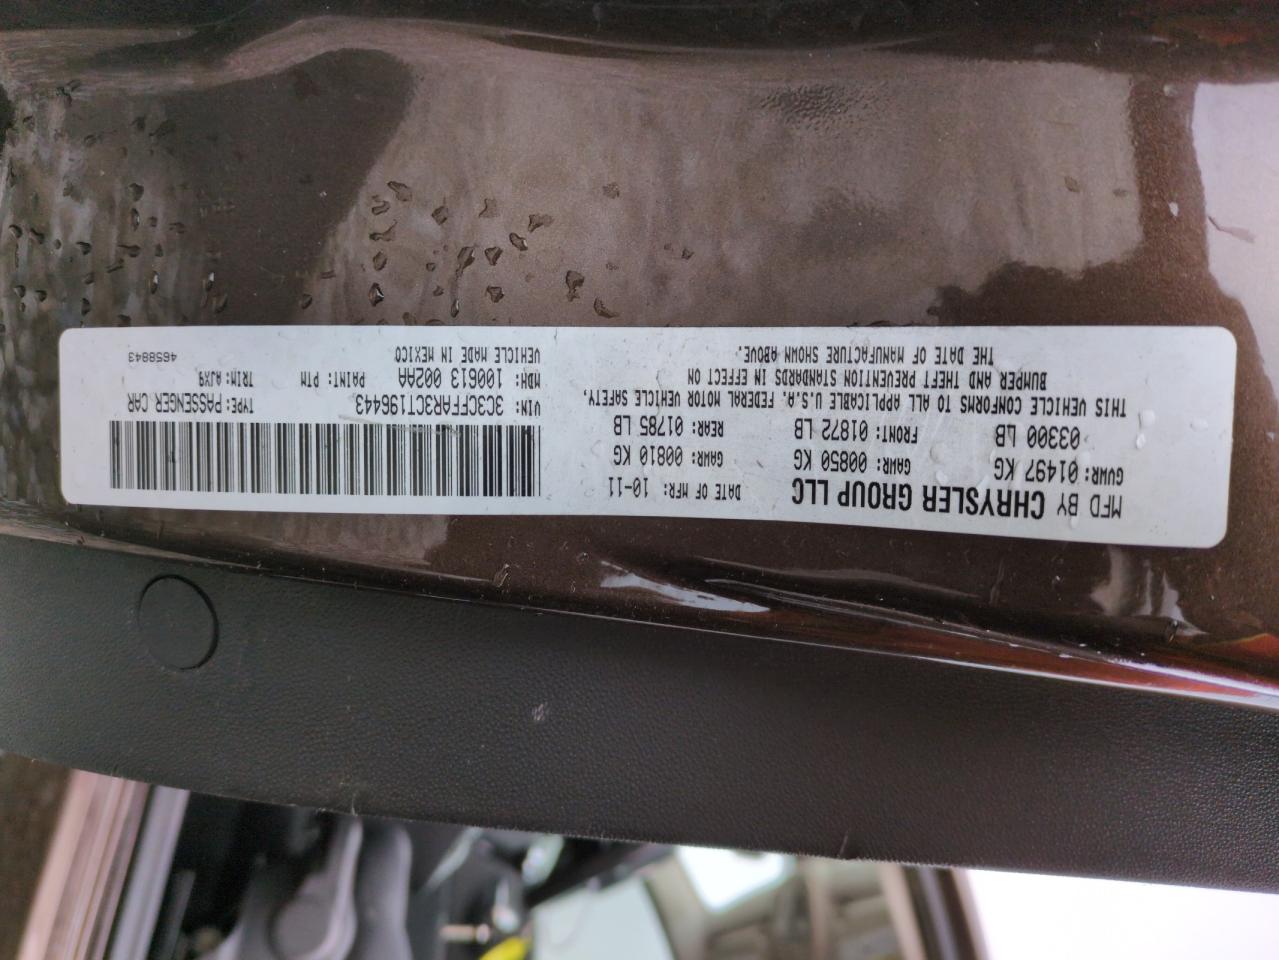 MFD BY CHRYSLER GROUP LLC
DATE OF MFR: 10-11
GVWR: 01497 KG
03300 LB
GAWR: 00850 KG
FRONT: 01872 LB
GAWR: 00810 KG
REAR: 01785 LB
THIS VEHICLE CONFORMS TO ALL APPLICABLE U.S.A. FEDERAL MOTOR VEHICLE SAFETY,
BUMPER AND THEFT PREVENTION STANDARDS IN EFFECT ON
THE DATE OF MANUFACTURE SHOWN ABOVE.
VIN: 3C3CFFAR3CT196443
TYPE: PASSENGER CAR
MDH: 100613 002AA
PAINT: PTM
TRIM: AJX9
VEHICLE MADE IN MEXICO
4658843